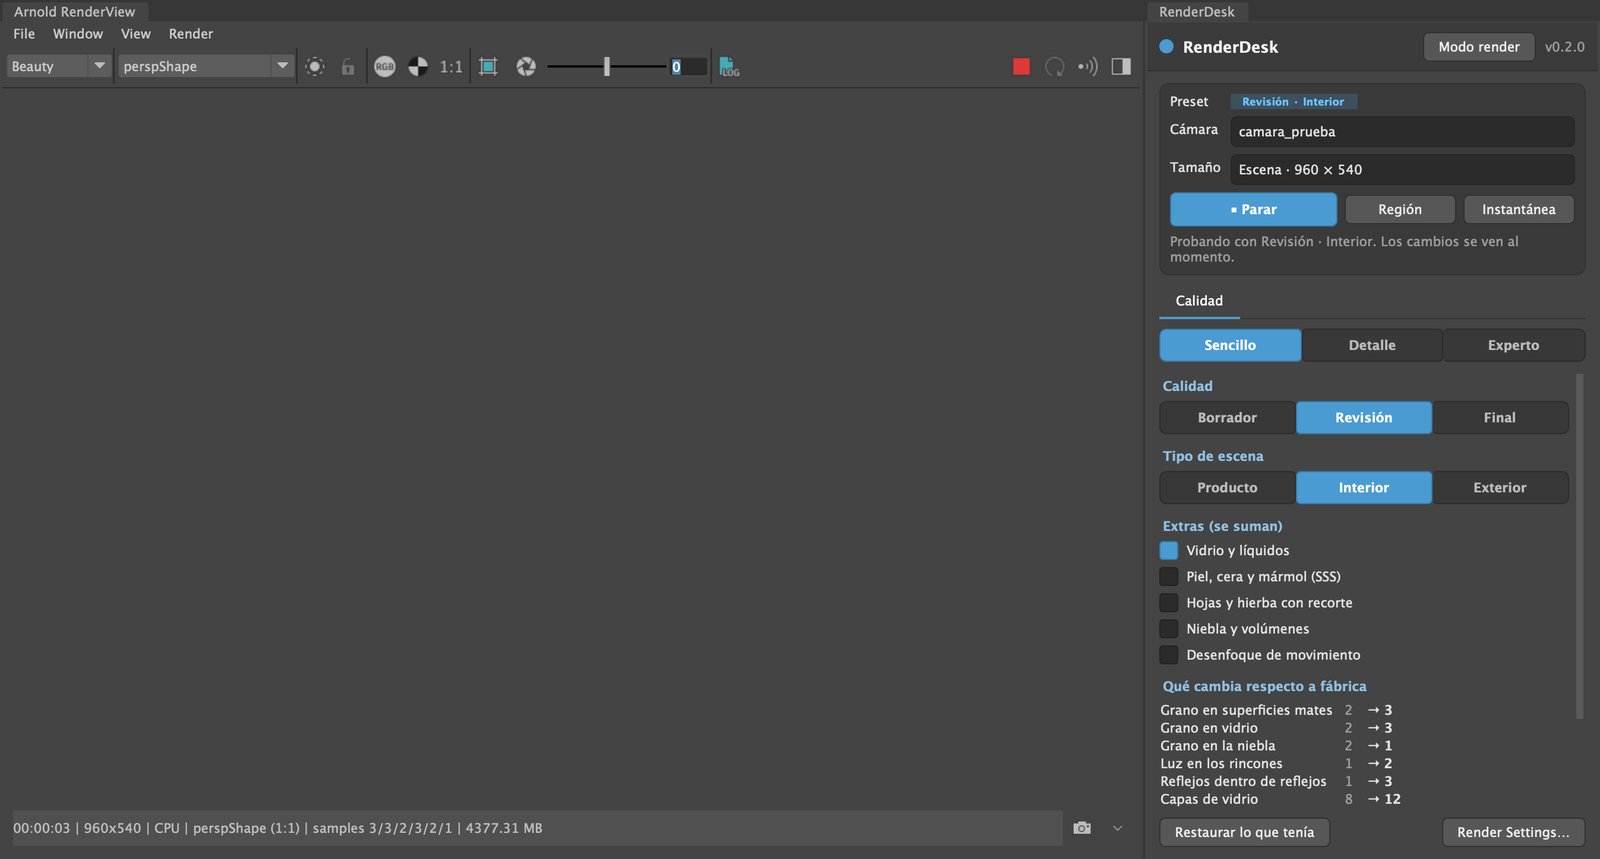 Arnold RenderView
File Window View Render
Beauty
perspShape
RGB
1:1
0
LOG
00:00:03 | 960x540 | CPU | perspShape (1:1) | samples 3/3/2/3/2/1 | 4377.31 MB
RenderDesk
RenderDesk
Modo render
v0.2.0
Preset
Revisión · Interior
Cámara
camara_prueba
Tamaño
Escena · 960 × 540
▪ Parar
Región
Instantánea
Probando con Revisión · Interior. Los cambios se ven al
momento.
Calidad
Sencillo
Detalle
Experto
Calidad
Borrador
Revisión
Final
Tipo de escena
Producto
Interior
Exterior
Extras (se suman)
Vidrio y líquidos
Piel, cera y mármol (SSS)
Hojas y hierba con recorte
Niebla y volúmenes
Desenfoque de movimiento
Qué cambia respecto a fábrica
Grano en superficies mates 2 → 3
Grano en vidrio 2 → 3
Grano en la niebla 2 → 1
Luz en los rincones 1 → 2
Reflejos dentro de reflejos 1 → 3
Capas de vidrio 8 → 12
Restaurar lo que tenía
Render Settings...